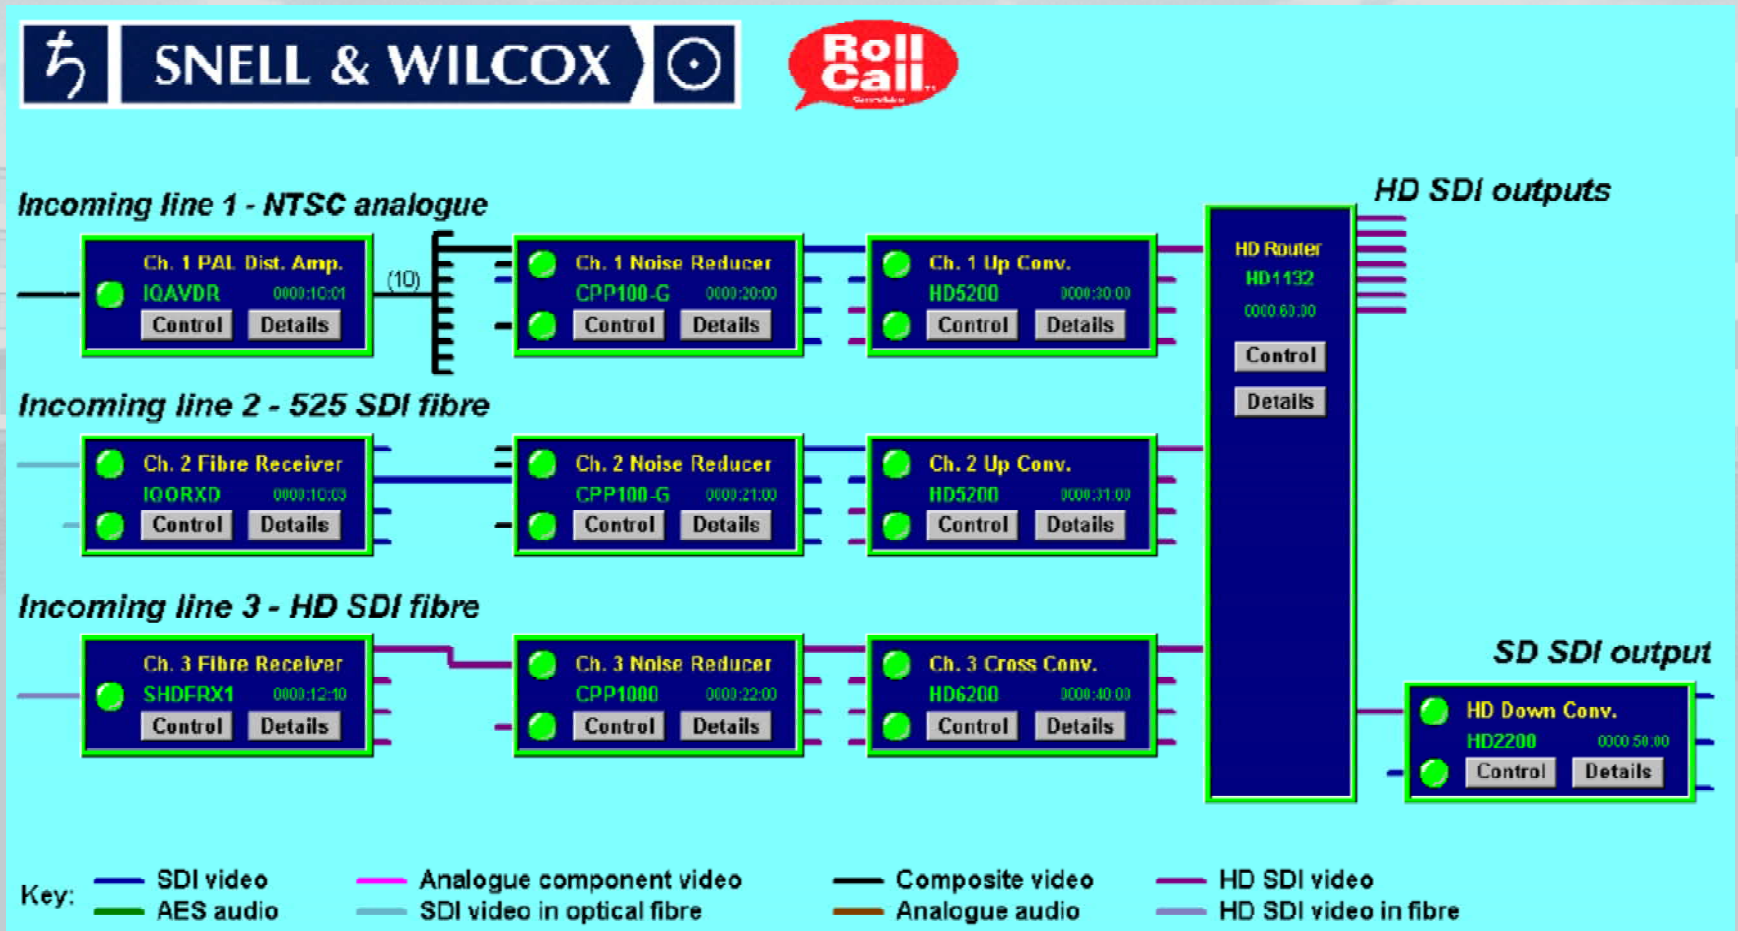 SNELL & WILCOX
Roll
Call
Incoming line 1 - NTSC analogue
HD SDI outputs
Ch. 1 PAL Dist. Amp.
IQAVDR 0000:1C:01
Control Details
(10)
Ch. 1 Noise Reducer
CPP100-G 0000:20:00
Control Details
Ch. 1 Up Conv.
HD5200 0000:30:00
Control Details
HD Router
HD1132
0000:60:00
Control
Details
Incoming line 2 - 525 SDI fibre
Ch. 2 Fibre Receiver
IQORXD 0000:1C:03
Control Details
Ch. 2 Noise Reducer
CPP100-G 0000:21:00
Control Details
Ch. 2 Up Conv.
HD5200 0000:31:00
Control Details
Incoming line 3 - HD SDI fibre
Ch. 3 Fibre Receiver
SHDFRX1 0000:12:10
Control Details
Ch. 3 Noise Reducer
CPP1000 0000:22:00
Control Details
Ch. 3 Cross Conv.
HD6200 0000:40:00
Control Details
SD SDI output
HD Down Conv.
HD2200 0000:50:00
Control Details
Key:
SDI video
Analogue component video
Composite video
HD SDI video
AES audio
SDI video in optical fibre
Analogue audio
HD SDI video in fibre